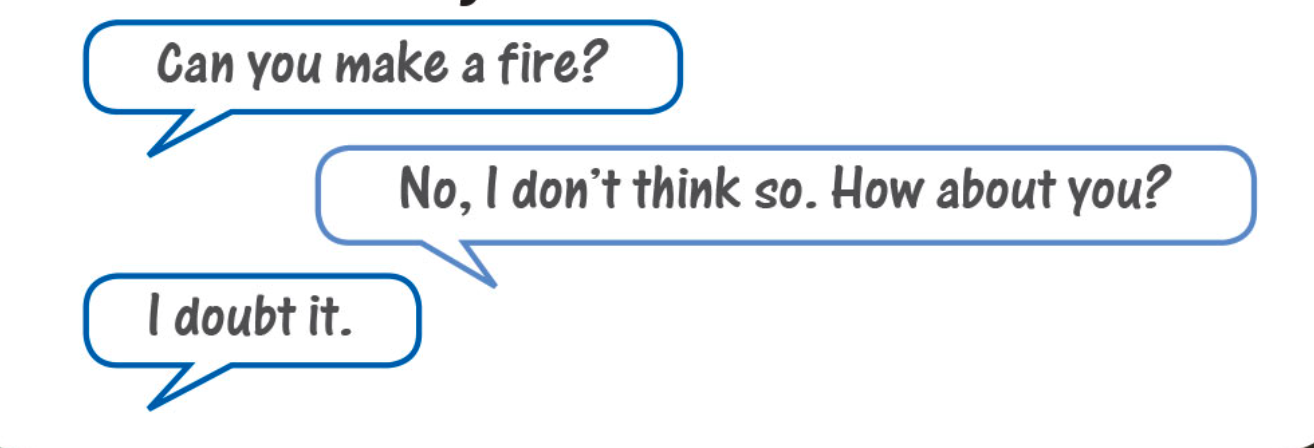 Can you make a fire?
No, I don't think so. How about you?
I doubt it.